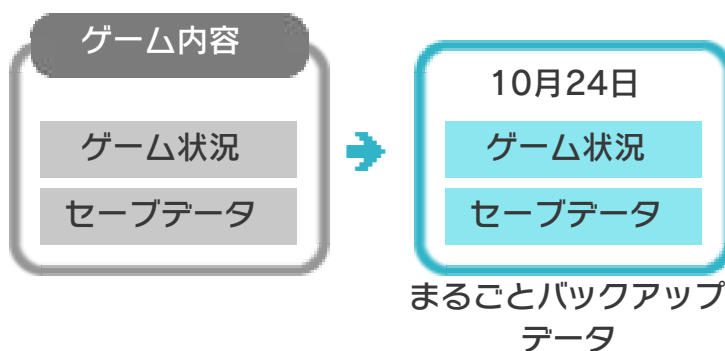 ゲーム内容
ゲーム状況
セーブデータ
10月24日
ゲーム状況
セーブデータ
まるごとバックアップ
データ